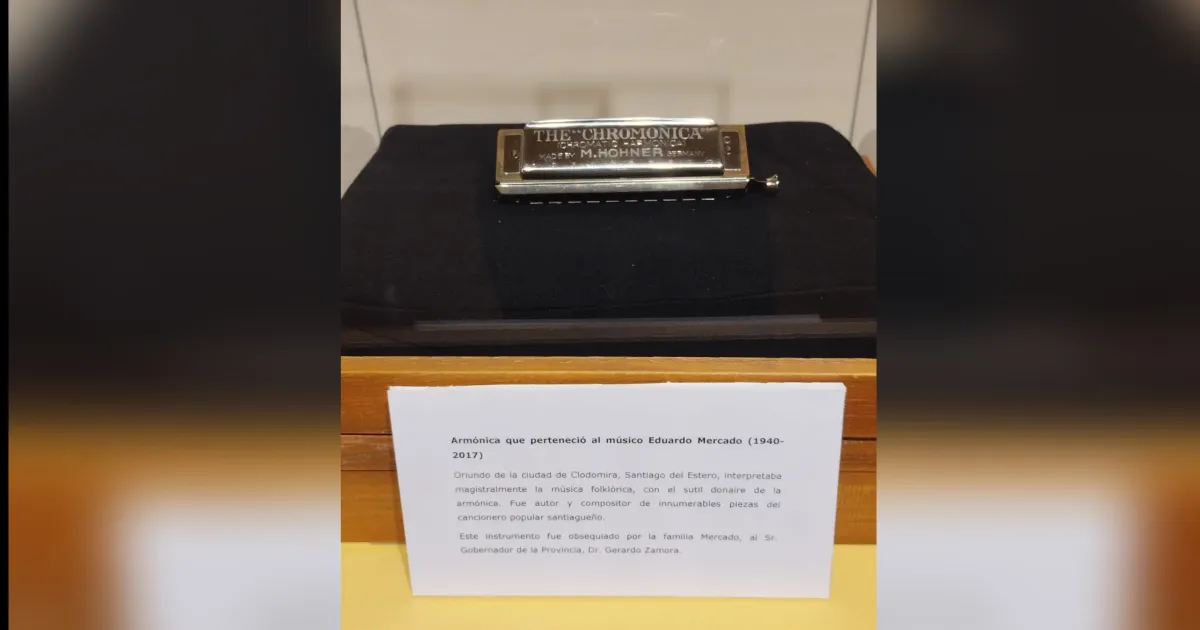 THE "CHROMONICA"
(CHROMATIC HARMONICA)
MADE BY M. HOHNER GERMANY
Armónica que perteneció al músico Eduardo Mercado (1940-
2017)
Oriundo de la ciudad de Clodomira, Santiago del Estero, interpretaba
magistralmente la música folklórica, con el sutil donaire de la
armónica. Fue autor y compositor de innumerables piezas del
cancionero popular santiagueño.
Este instrumento fue obsequiado por la familia Mercado, al Sr.
Gobernador de la Provincia, Dr. Gerardo Zamora.